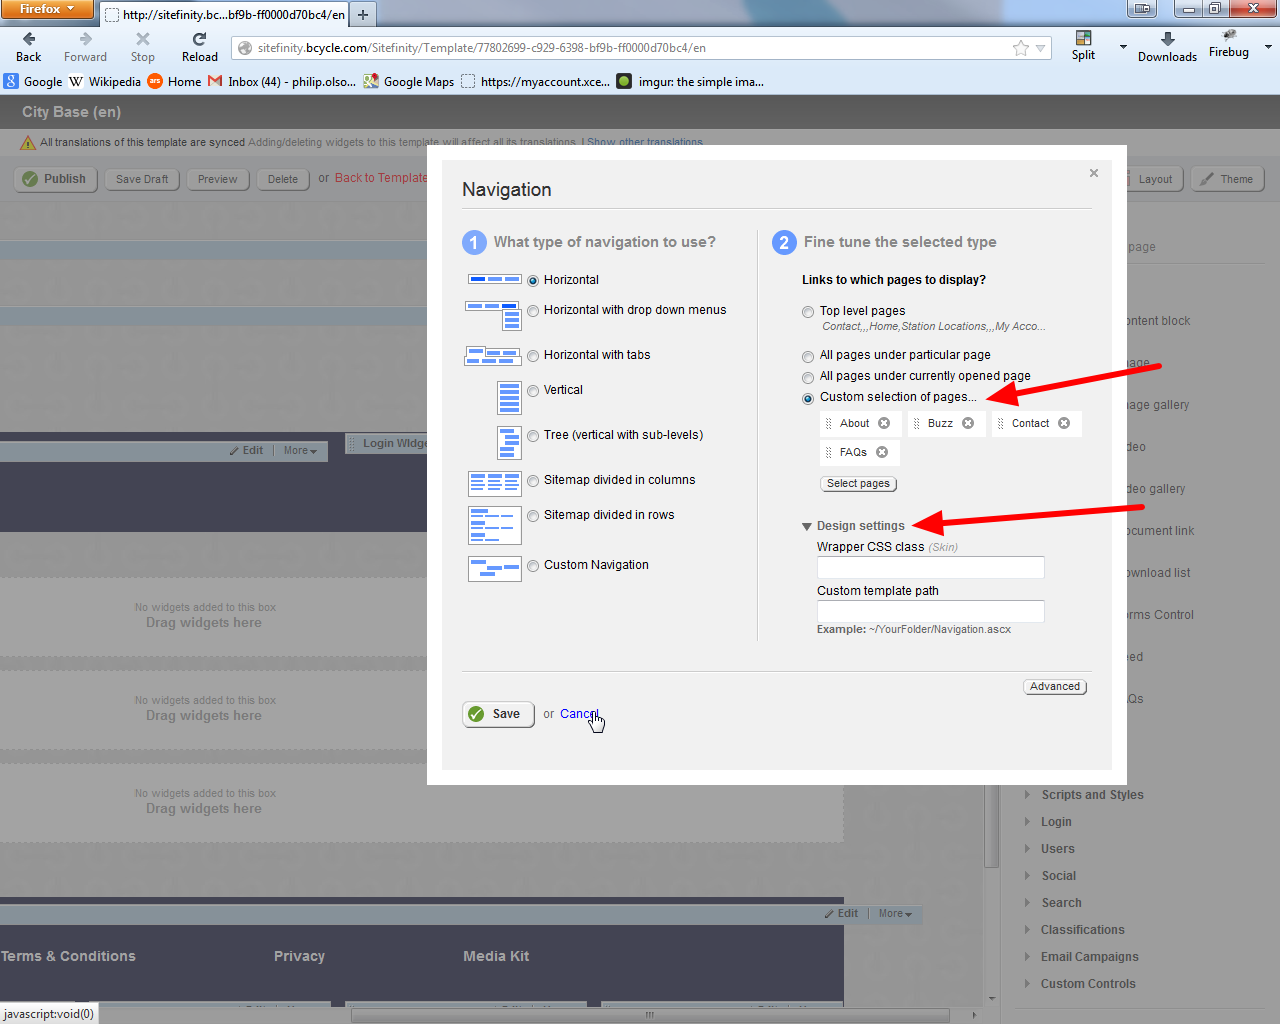 Firefox
http://sitefinity.bc...bf9b-ff0000d70bc4/en
Back
Forward
Stop
Reload
sitefinity.bcycle.com/Sitefinity/Template/77802699-c929-6398-bf9b-ff0000d70bc4/en
Split
Downloads
Firebug
Google
Wikipedia
Home
Inbox (44) - philip.olso...
Google Maps
https://myaccount.xce...
imgur: the simple ima...
City Base (en)
All translations of this template are synced Adding/deleting widgets to this template will affect all its translations. | Show other translations
Publish
Save Draft
Preview
Delete
or Back to Template
Layout
Theme
Navigation
1 What type of navigation to use?
Horizontal
Horizontal with drop down menus
Horizontal with tabs
Vertical
Tree (vertical with sub-levels)
Sitemap divided in columns
Sitemap divided in rows
Custom Navigation
2 Fine tune the selected type
Links to which pages to display?
Top level pages
Contact,,,Home,Station Locations,,,My Acco...
All pages under particular page
All pages under currently opened page
Custom selection of pages...
About
Buzz
Contact
FAQs
Select pages
Design settings
Wrapper CSS class (Skin)
Custom template path
Example: ~/YourFolder/Navigation.ascx
Advanced
Save or Cancel
Edit
More
Login Widg
No widgets added to this box
Drag widgets here
No widgets added to this box
Drag widgets here
No widgets added to this box
Drag widgets here
Edit
More
Terms & Conditions
Privacy
Media Kit
page
ontent block
age
age gallery
deo
deo gallery
ocument link
ownload list
orms Control
eed
AQs
Scripts and Styles
Login
Users
Social
Search
Classifications
Email Campaigns
Custom Controls
javascript:void(0)